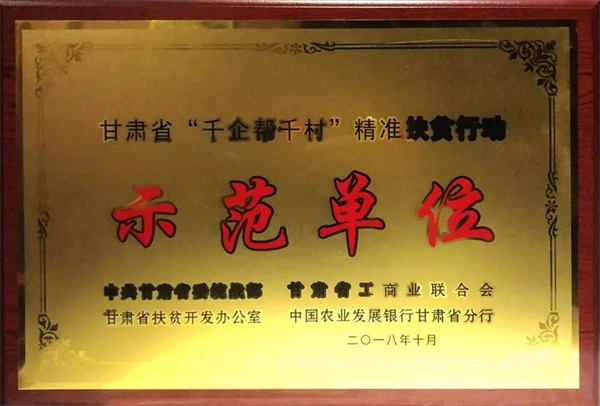 甘肃省“千企帮千村”精准扶贫行动
示范单位
中共甘肃省委统战部 甘肃省工商业联合会
甘肃省扶贫开发办公室 中国农业发展银行甘肃省分行
二〇一八年十月